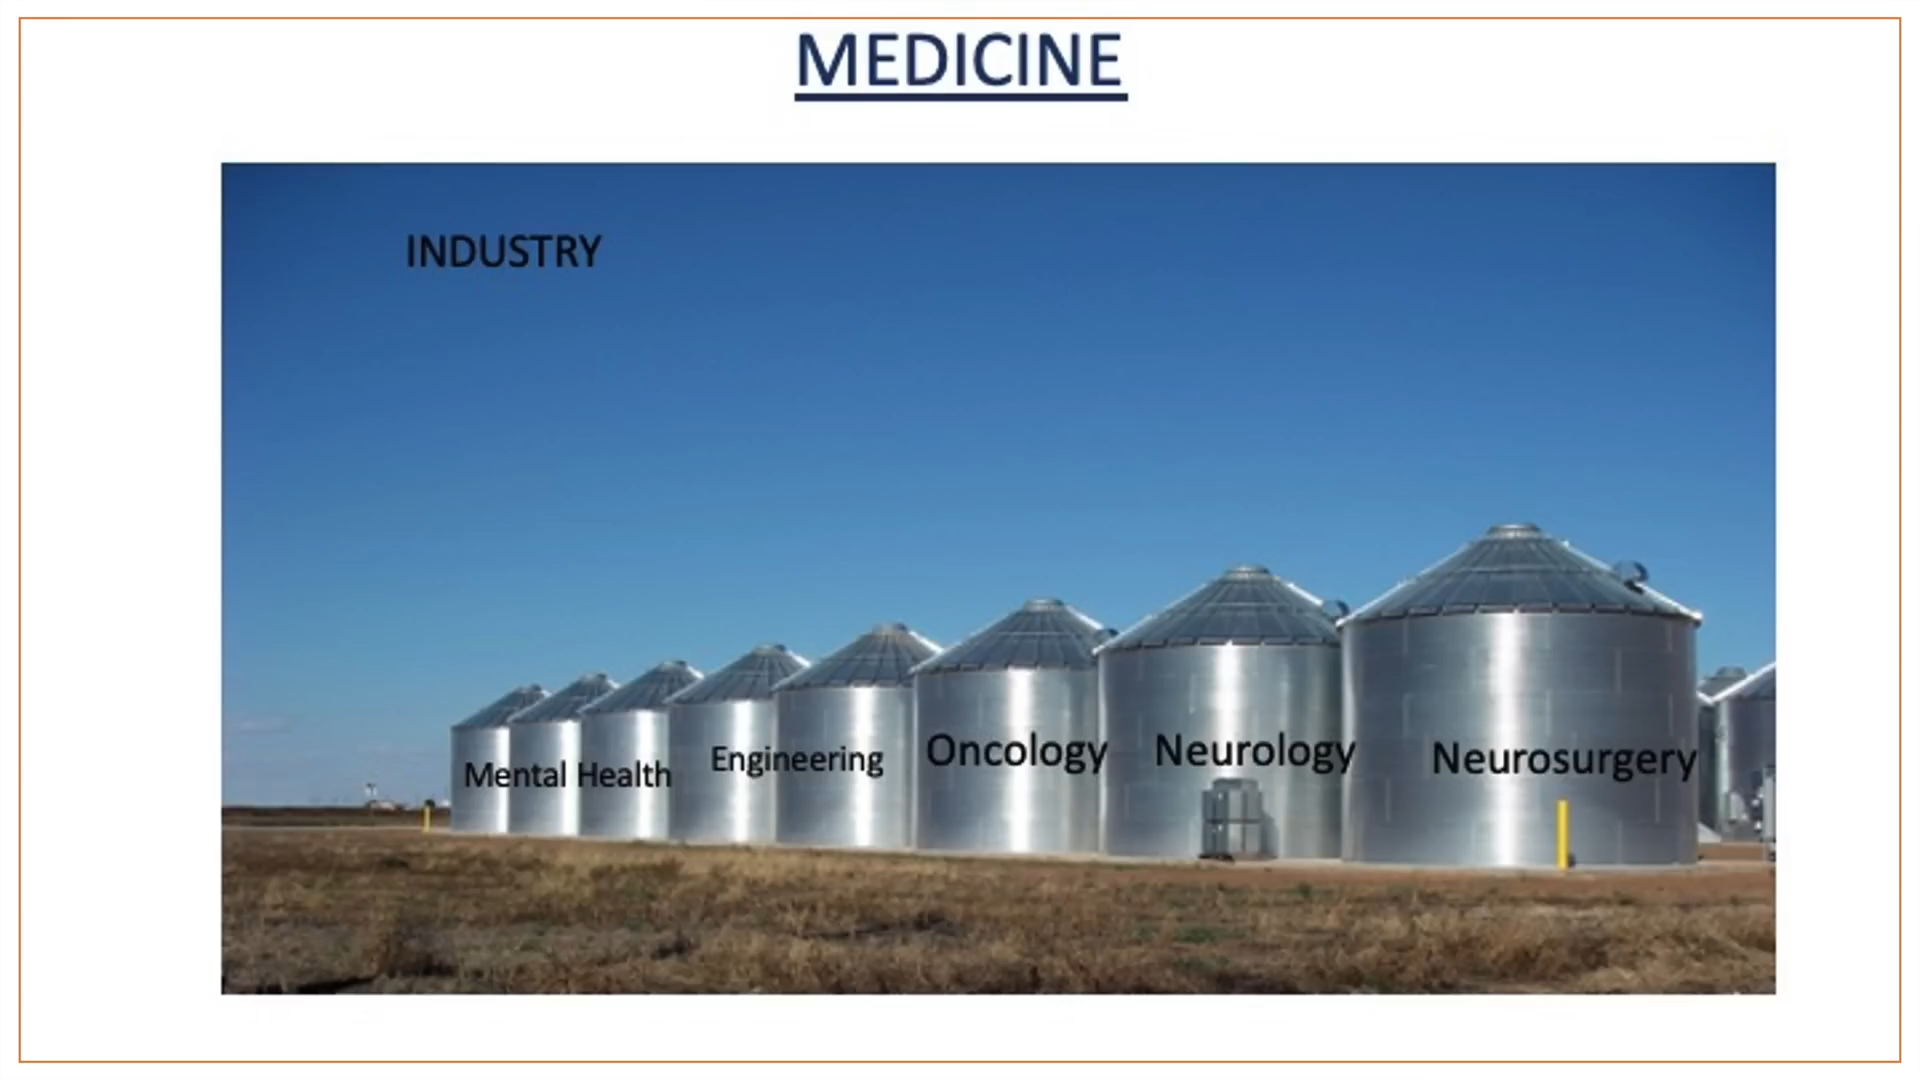 MEDICINE
INDUSTRY
Mental Health
Engineering
Oncology
Neurology
Neurosurgery